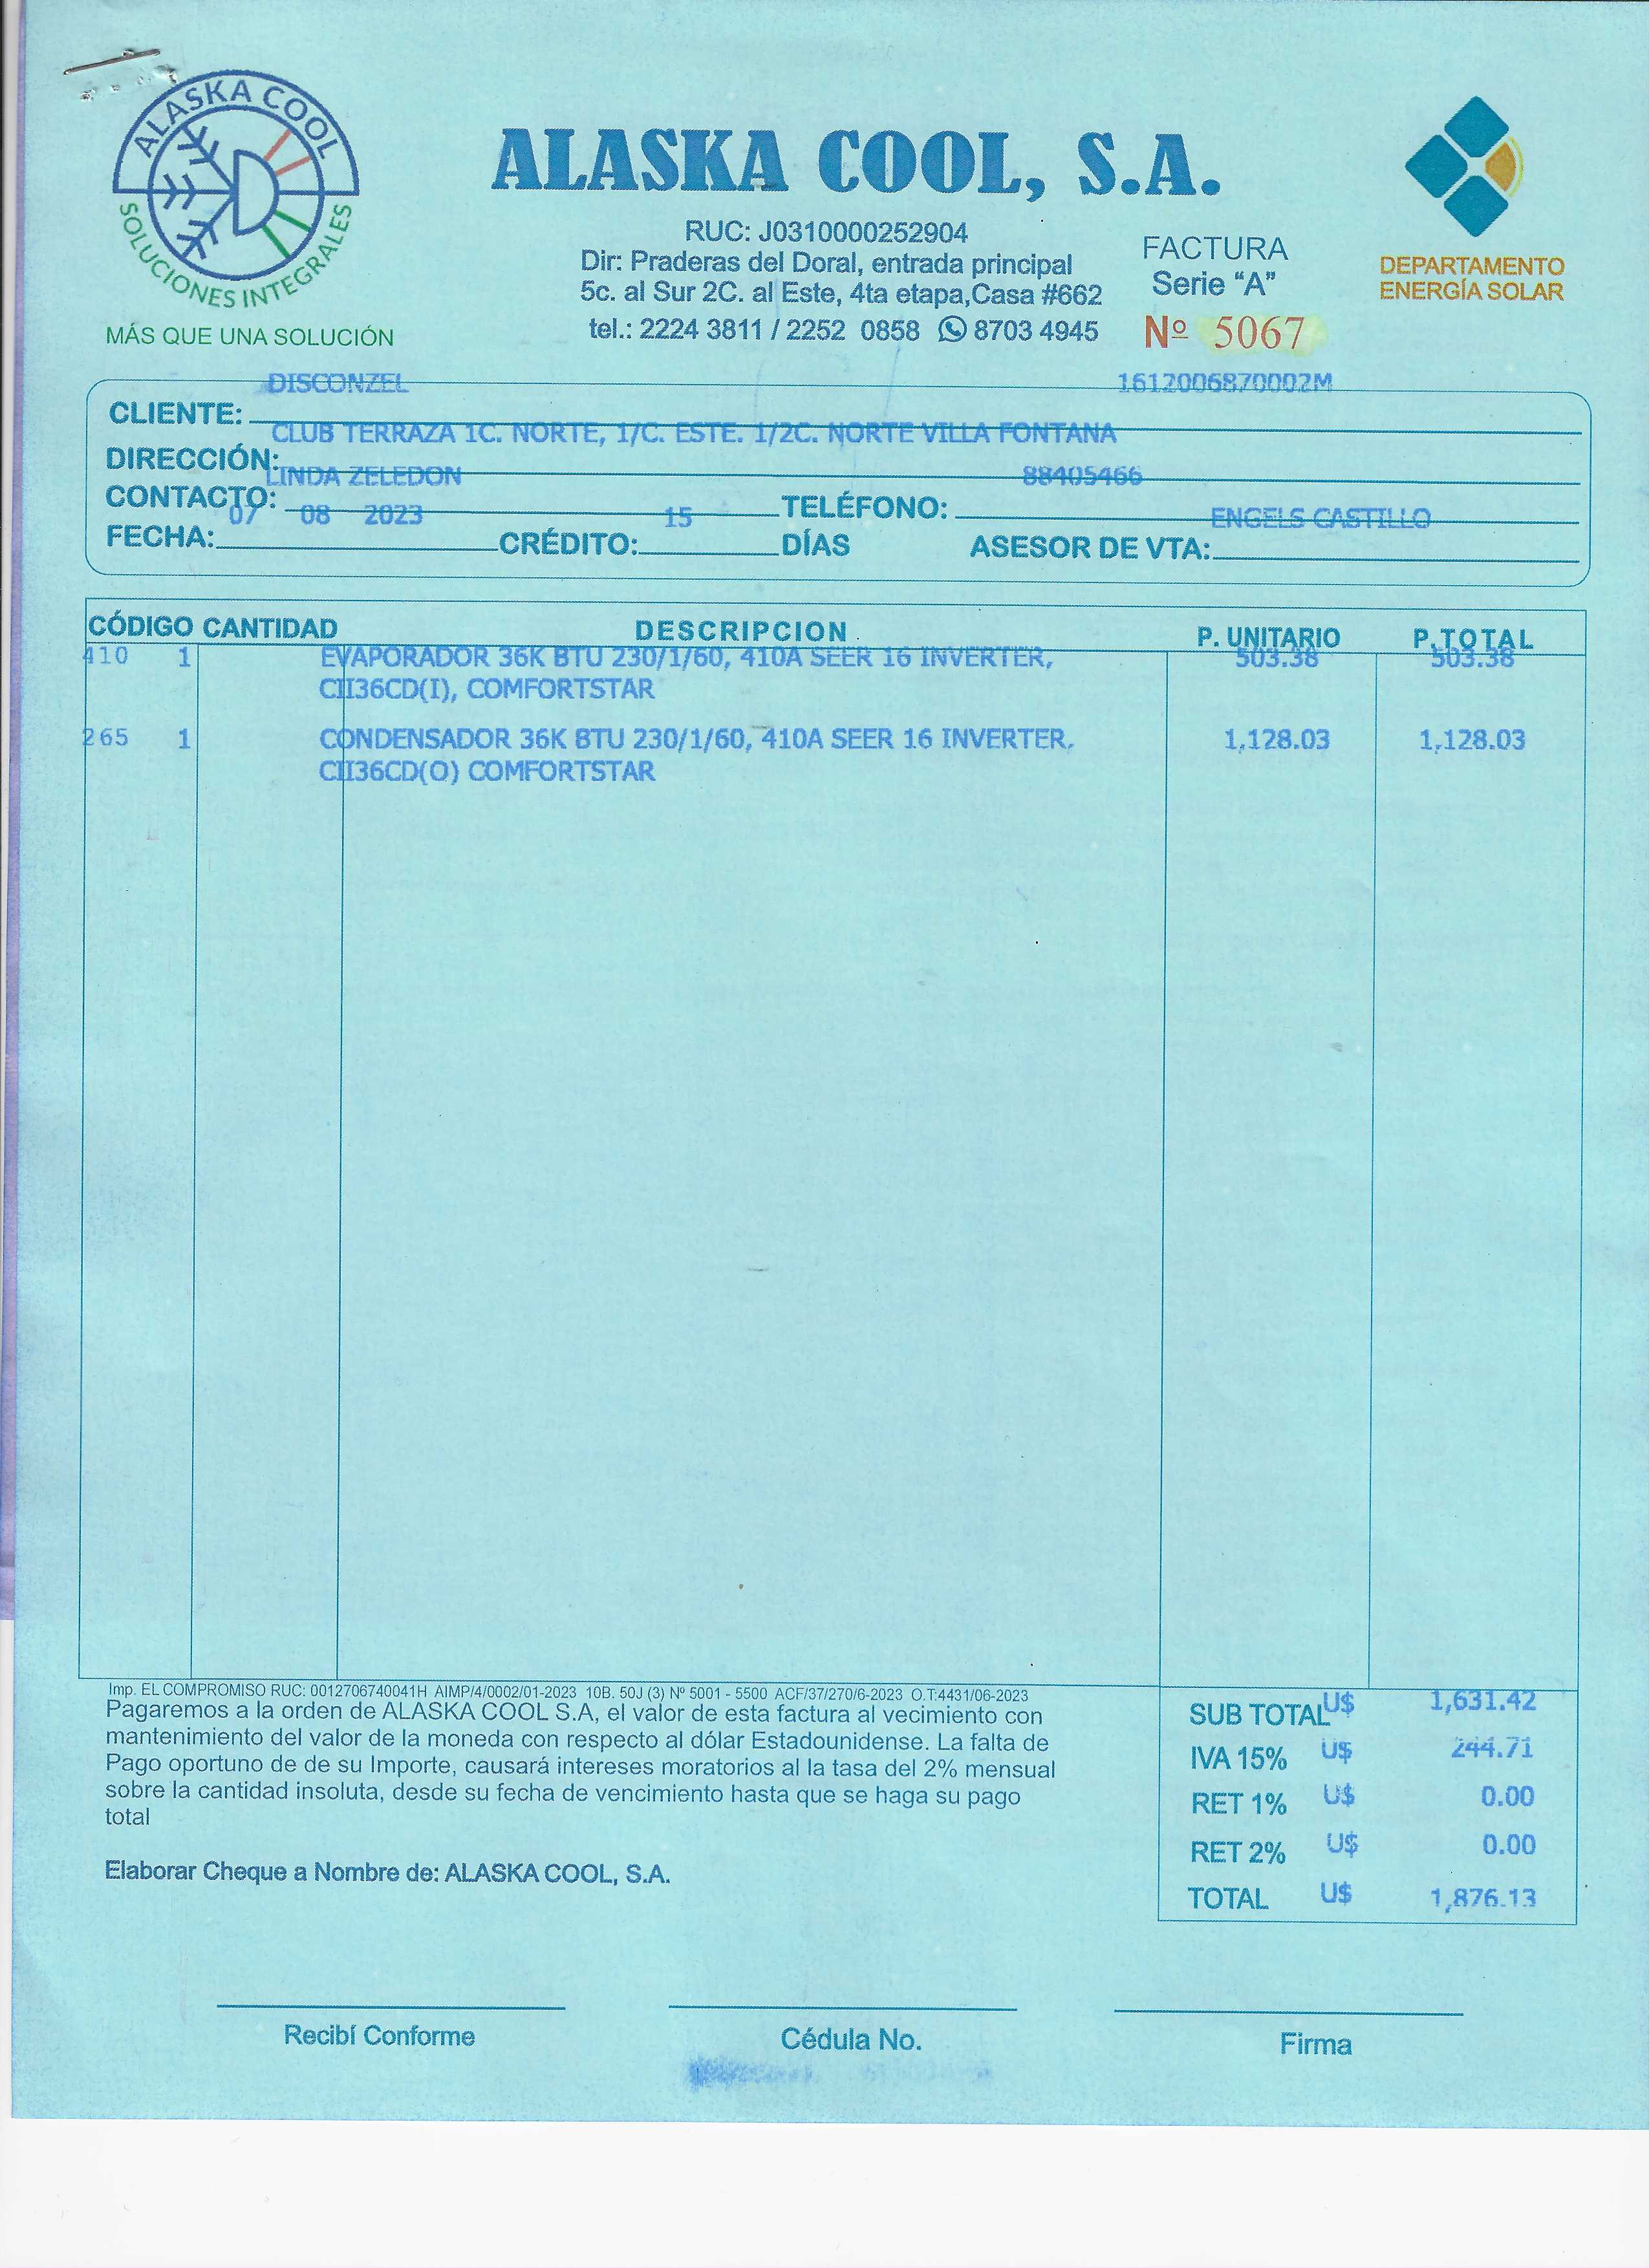 ALASKA COOL
SOLUCIONES INTEGRALES
MÁS QUE UNA SOLUCIÓN
ALASKA COOL, S.A.
RUC: J0310000252904
Dir: Praderas del Doral, entrada principal
5c. al Sur 2C. al Este, 4ta etapa,Casa #662
tel.: 2224 3811 / 2252 0858 8703 4945
FACTURA
Serie "A"
Nº 5067
DEPARTAMENTO
ENERGÍA SOLAR
CLIENTE: DISCONZEL 1612006870002M
DIRECCIÓN: CLUB TERRAZA 1C. NORTE, 1/C. ESTE. 1/2C. NORTE VILLA FONTANA
CONTACTO: LINDA ZELEDON TELÉFONO: 88405466
FECHA: 07 08 2023 CRÉDITO: 15 DÍAS ASESOR DE VTA: ENGELS CASTILLO
CÓDIGO CANTIDAD DESCRIPCION P. UNITARIO P.TOTAL
410 1 EVAPORADOR 36K BTU 230/1/60, 410A SEER 16 INVERTER, 503.38 503.38
CII36CD(I), COMFORTSTAR
265 1 CONDENSADOR 36K BTU 230/1/60, 410A SEER 16 INVERTER, 1,128.03 1,128.03
CII36CD(O) COMFORTSTAR
Imp. EL COMPROMISO RUC: 0012706740041H AIMP/4/0002/01-2023 10B. 50J (3) Nº 5001 - 5500 ACF/37/270/6-2023 O.T:4431/06-2023
Pagaremos a la orden de ALASKA COOL S.A, el valor de esta factura al vecimiento con
mantenimiento del valor de la moneda con respecto al dólar Estadounidense. La falta de
Pago oportuno de de su Importe, causará intereses moratorios al la tasa del 2% mensual
sobre la cantidad insoluta, desde su fecha de vencimiento hasta que se haga su pago
total
Elaborar Cheque a Nombre de: ALASKA COOL, S.A.
SUB TOTAL U$ 1,631.42
IVA 15% U$ 244.71
RET 1% U$ 0.00
RET 2% U$ 0.00
TOTAL U$ 1,876.13
Recibí Conforme
Cédula No.
Firma